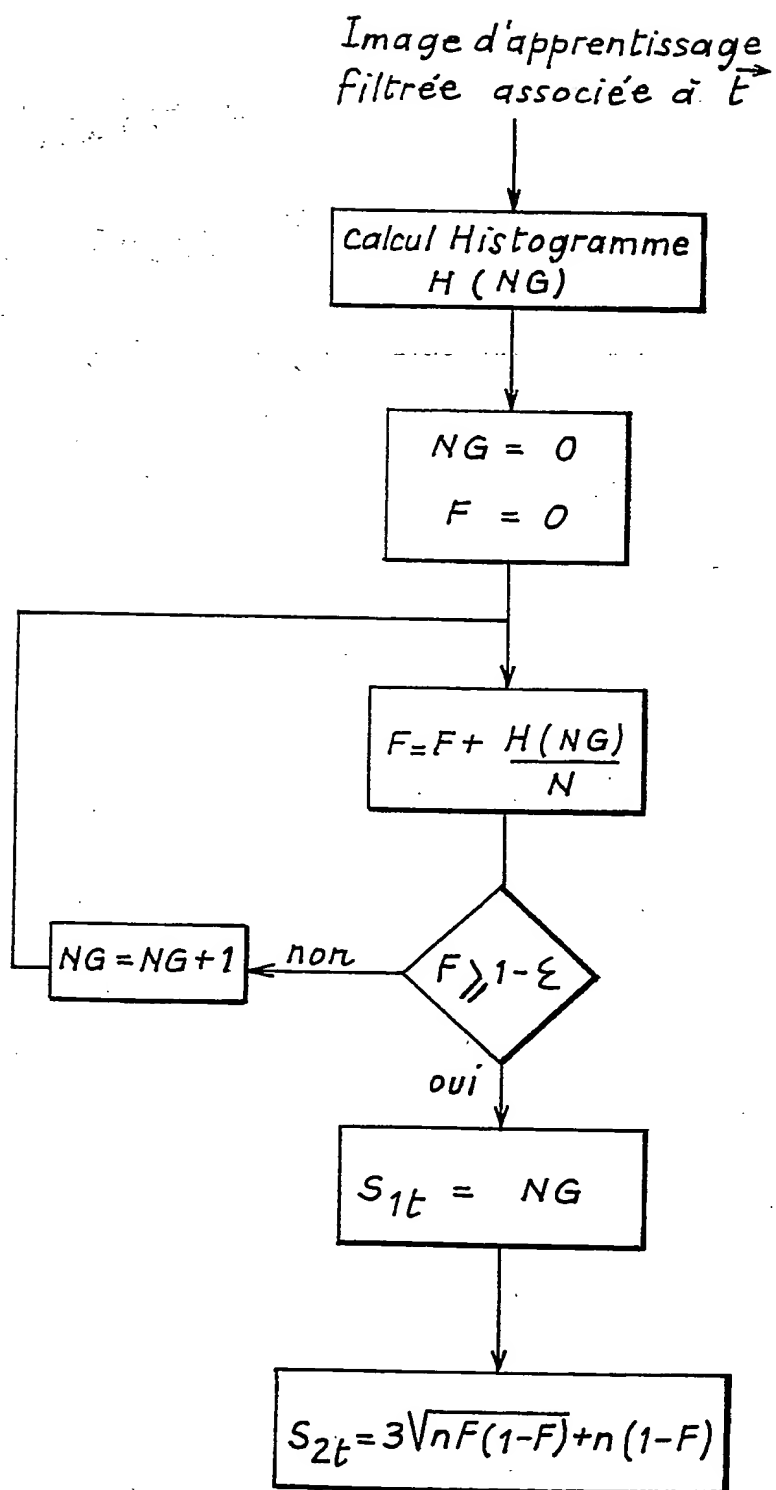 Image d'apprentissage
filtrée associée à t⃗
Calcul Histogramme
H (NG)
NG = 0
F = 0
F = F + H(NG)/N
NG = NG+1
non
F ⩾ 1-ε
oui
S1t = NG
S2t = 3√nF(1-F) + n(1-F)